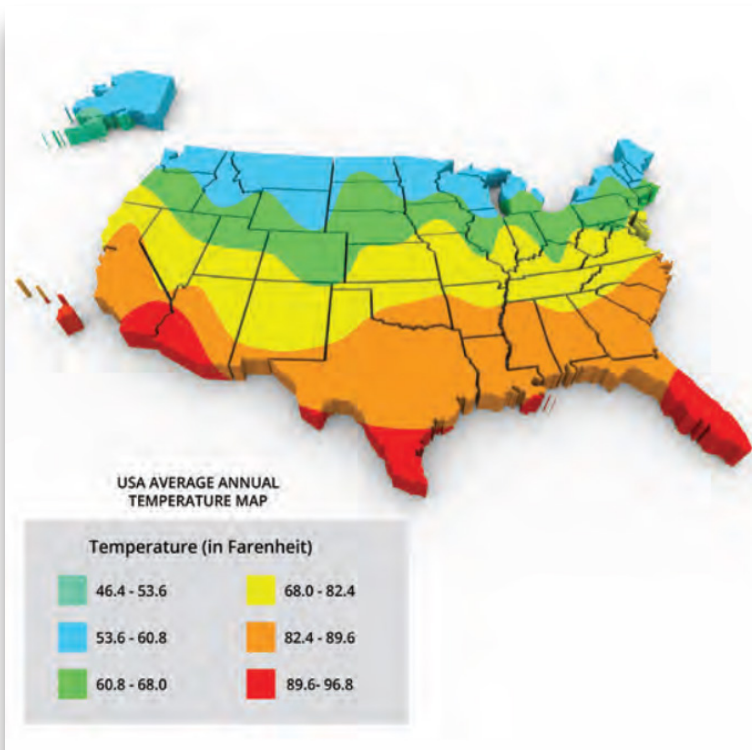 USA AVERAGE ANNUAL
TEMPERATURE MAP
Temperature (in Farenheit)
46.4 - 53.6
68.0 - 82.4
53.6 - 60.8
82.4 - 89.6
60.8 - 68.0
89.6- 96.8